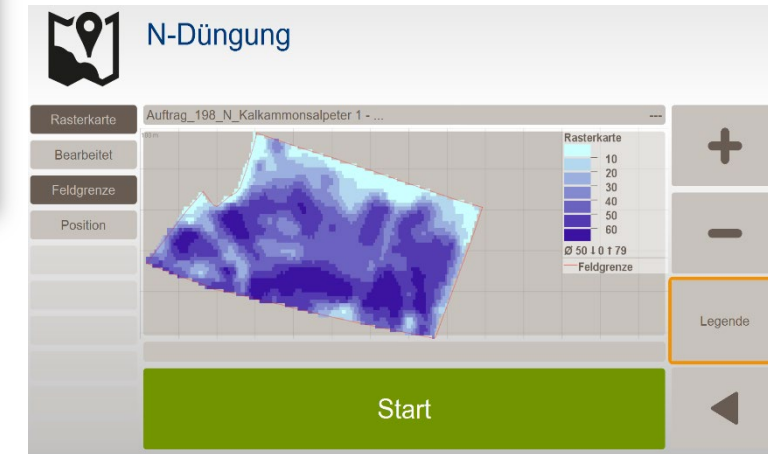 N-Düngung
Rasterkarte
Bearbeitet
Feldgrenze
Position
Auftrag_198_N_Kalkammonsalpeter 1 - ...
---
100 m
Rasterkarte
10
20
30
40
50
60
Ø 50 ⭳ 0 ↥ 79
Feldgrenze
Legende
Start